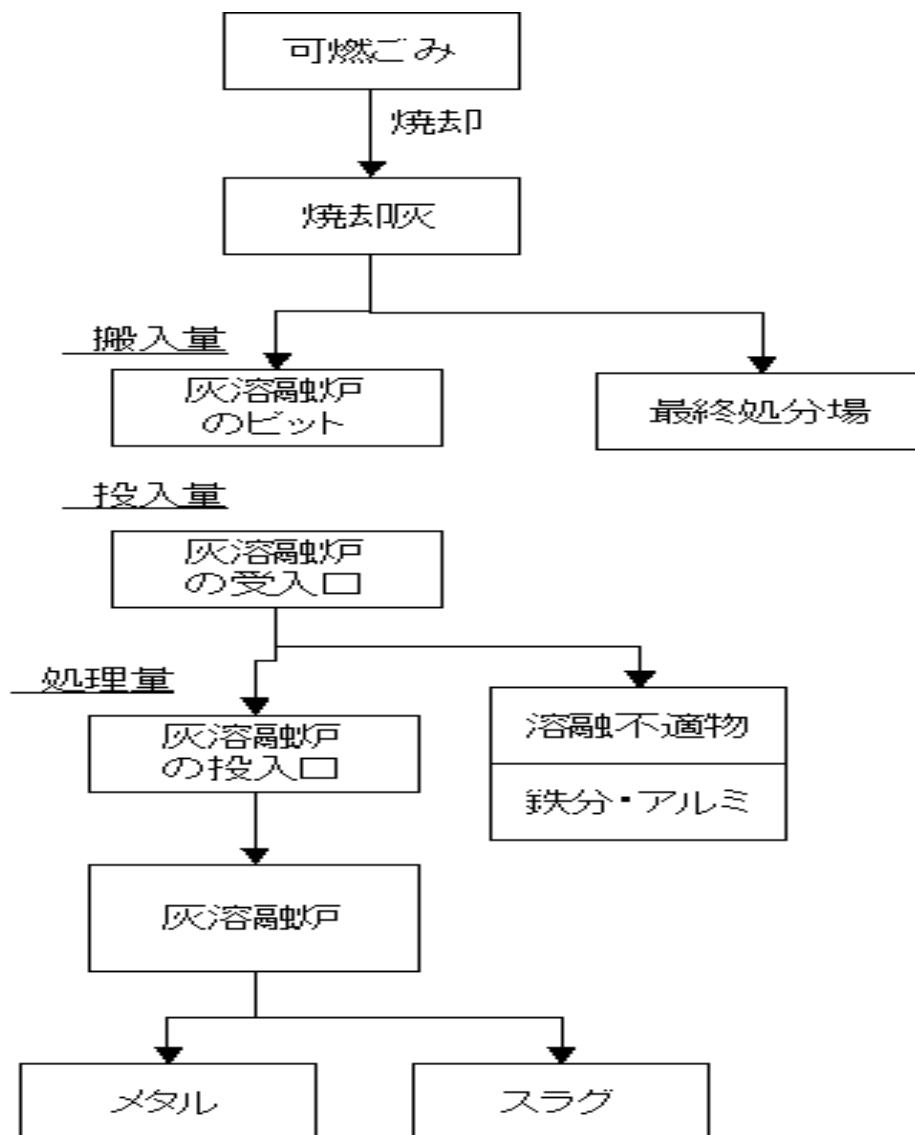 可燃ごみ
焼却
焼却灰
搬入量
灰溶融炉
のピット
最終処分場
投入量
灰溶融炉
の受入口
処理量
灰溶融炉
の投入口
溶融不適物
鉄分・アルミ
灰溶融炉
メタル
スラグ